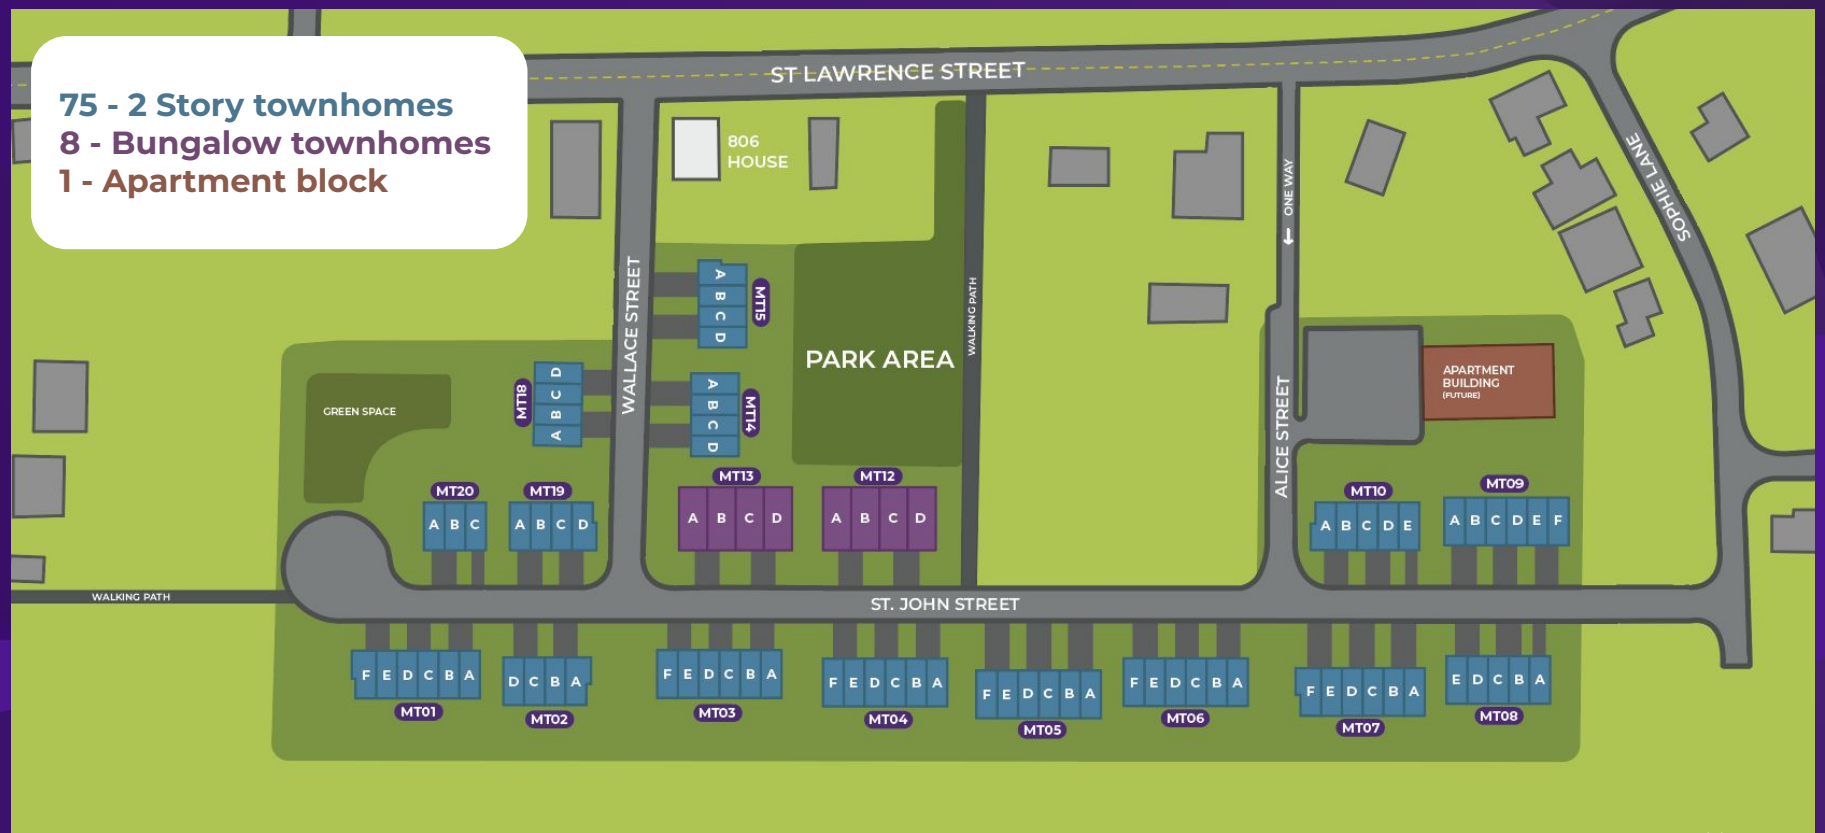 75 - 2 Story townhomes
8 - Bungalow townhomes
1 - Apartment block
ST LAWRENCE STREET
806
HOUSE
WALLACE STREET
ONE WAY
SOPHIE LANE
A
B
C
D
MT15
WALKING PATH
PARK AREA
GREEN SPACE
MT18
D
C
B
A
A
B
C
D
MT14
ALICE STREET
APARTMENT
BUILDING
(FUTURE)
MT20
A B C
MT19
A B C D
MT13
A B C D
MT12
A B C D
MT10
A B C D E
MT09
A B C D E F
WALKING PATH
ST. JOHN STREET
F E D C B A
MT01
D C B A
MT02
F E D C B A
MT03
F E D C B A
MT04
F E D C B A
MT05
F E D C B A
MT06
F E D C B A
MT07
E D C B A
MT08